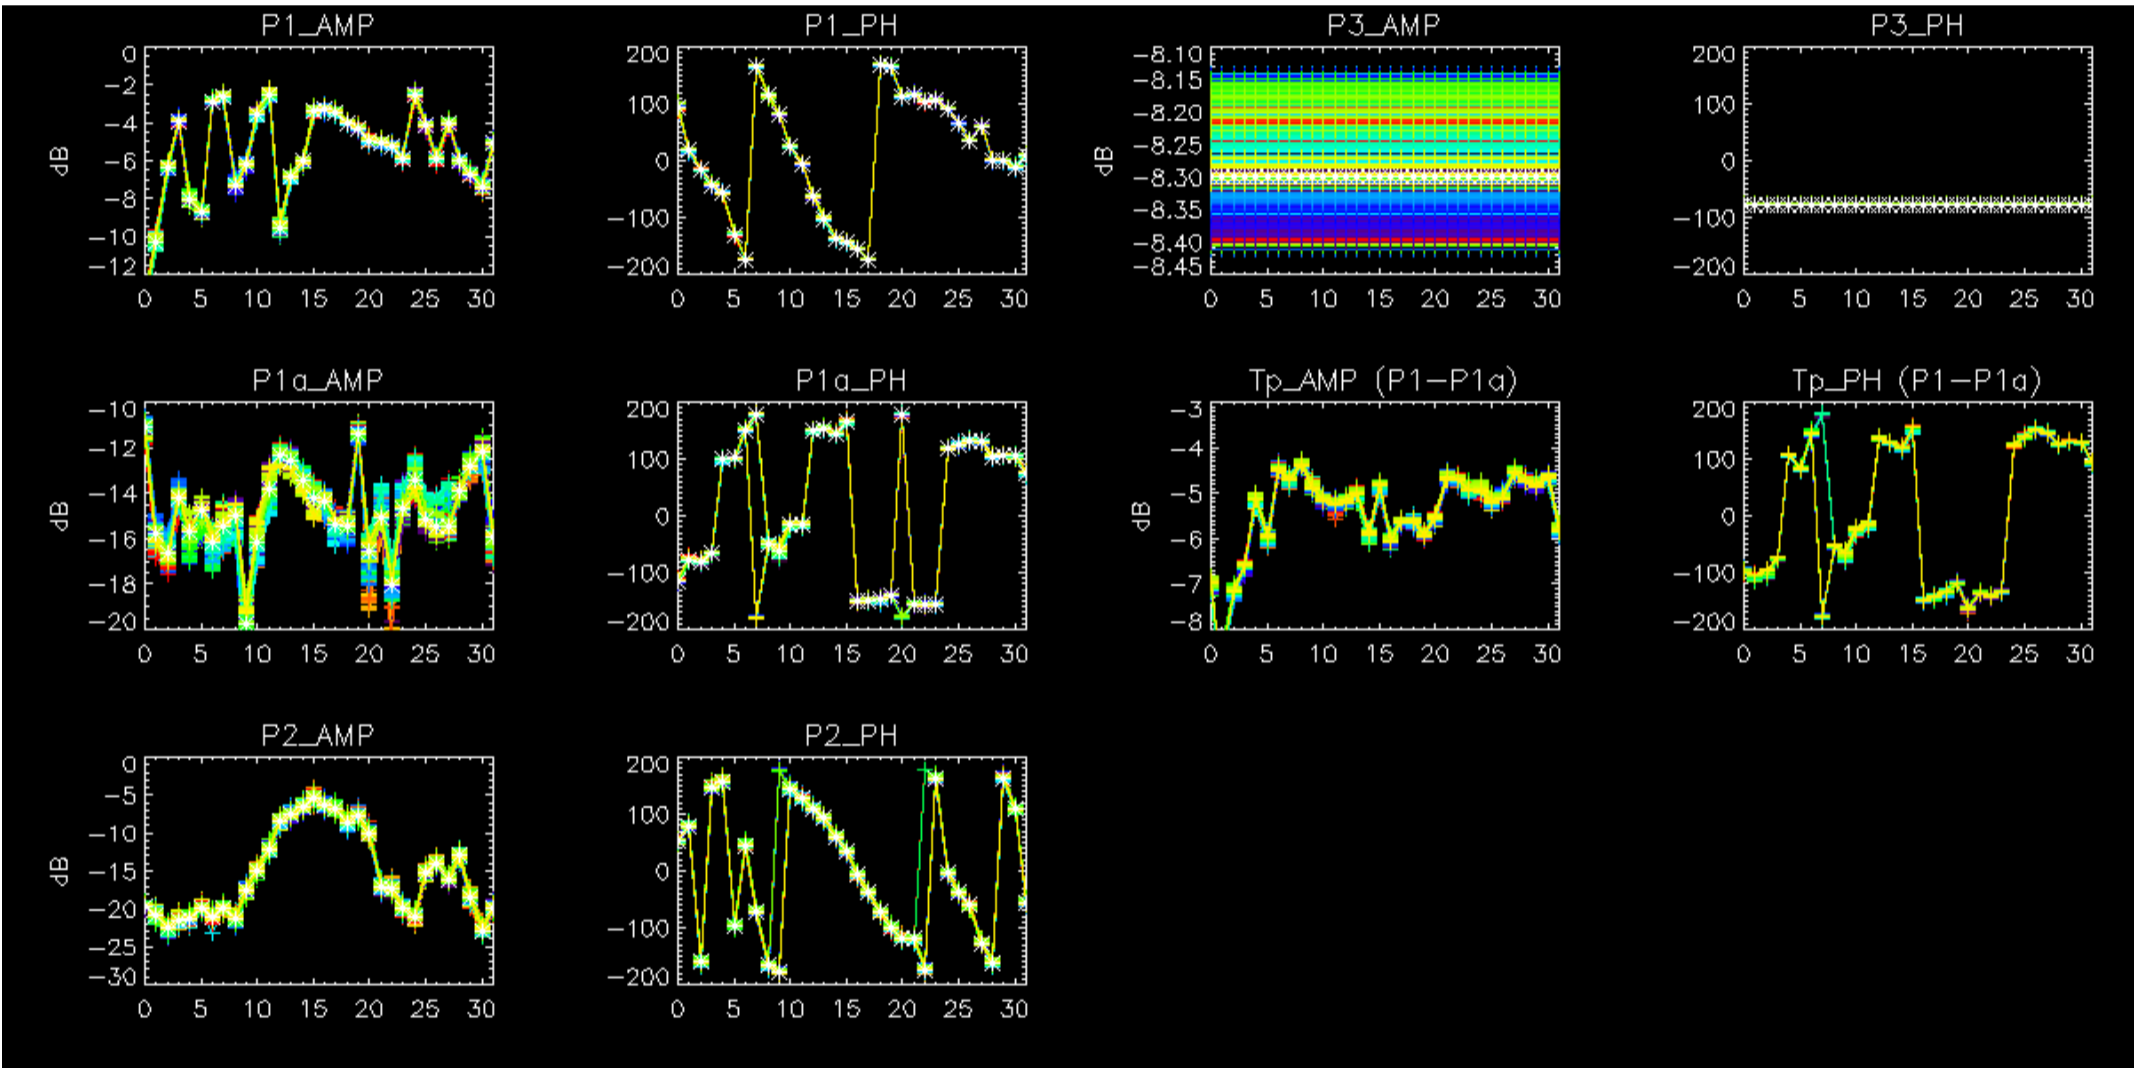 P1_AMP P1_PH P3_AMP P3_PH
0 200 -8.10 200
-2 100 -8.15 100
-4 0 -8.20 0
-6 -100 -8.25 -100
-8 -200 -8.30 -200
-10 -8.35
-12 -8.40
-8.45
dB dB
0 5 10 15 20 25 30 0 5 10 15 20 25 30 0 5 10 15 20 25 30 0 5 10 15 20 25 30
P1a_AMP P1a_PH Tp_AMP (P1-P1a) Tp_PH (P1-P1a)
-10 200 -3 200
-12 100 -4 100
-14 0 -5 0
-16 -100 -6 -100
-18 -200 -7 -200
-20 -8
dB dB
0 5 10 15 20 25 30 0 5 10 15 20 25 30 0 5 10 15 20 25 30 0 5 10 15 20 25 30
P2_AMP P2_PH
0 200
-5 100
-10 0
-15 -100
-20 -200
-25
-30
dB
0 5 10 15 20 25 30 0 5 10 15 20 25 30